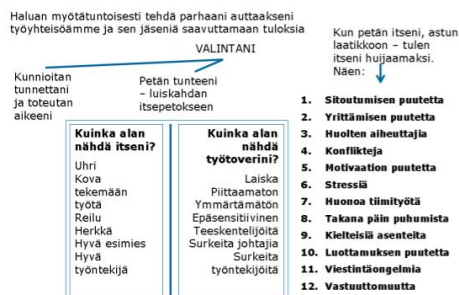 Haluan myötätuntoisesti tehdä parhaani auttaakseni
työyhteisöämme ja sen jäseniä saavuttamaan tuloksia
VALINTANI
Kunnioitan
tunnettani
ja toteutan
aikeeni
Petän tunteeni
– luiskahdan
itsepetokseen
Kuinka alan
nähdä itseni?
Uhri
Kova
tekemään
työtä
Reilu
Herkkä
Hyvä esimies
Hyvä
työntekijä
Kuinka alan
nähdä
työtoverini?
Laiska
Piittaamaton
Ymmärtämätön
Epäsensitiivinen
Teeskentelijöitä
Surkeita johtajia
Surkeita
työntekijöitä
Kun petän itseni, astun
laatikkoon – tulen
itseni huijaamaksi.
Näen:
1. Sitoutumisen puutetta
2. Yrittämisen puutetta
3. Huolten aiheuttajia
4. Konflikteja
5. Motivaation puutetta
6. Stressiä
7. Huonoa tiimityötä
8. Takana päin puhumista
9. Kielteisiä asenteita
10. Luottamuksen puutetta
11. Viestintäongelmia
12. Vastuuttomuutta